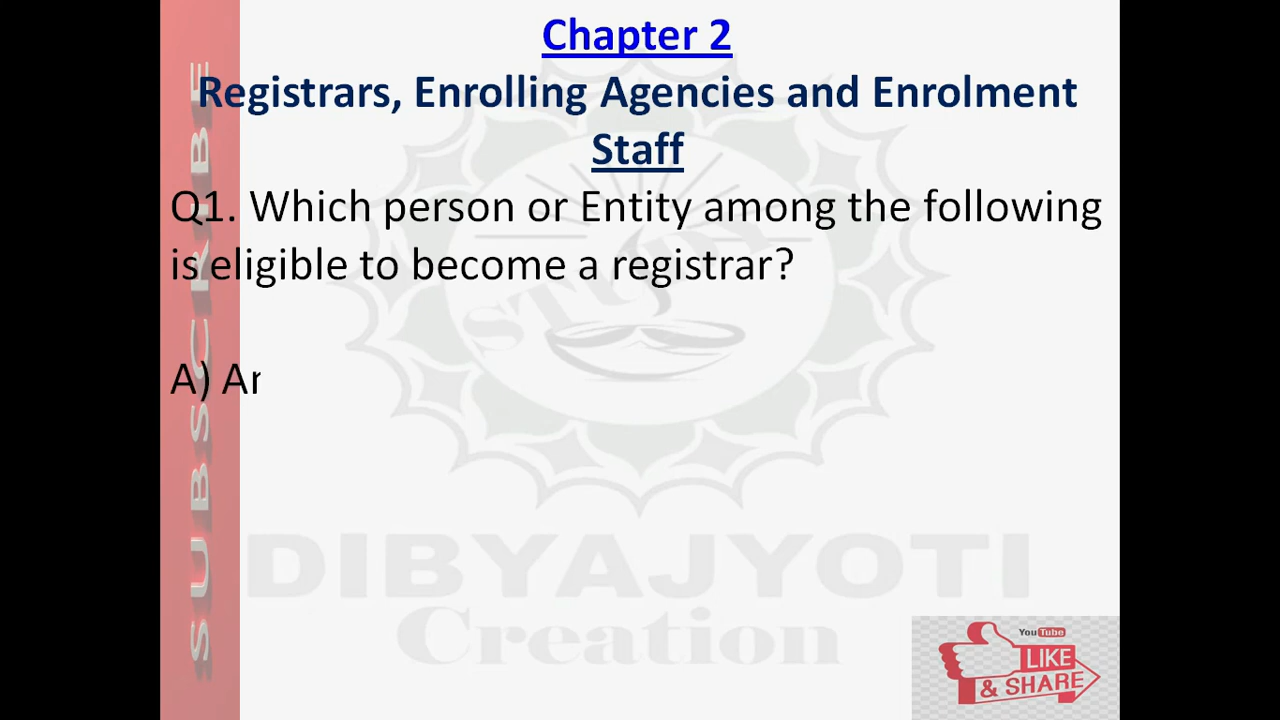 Chapter 2
Registrars, Enrolling Agencies and Enrolment
Staff
Q1. Which person or Entity among the following
is eligible to become a registrar?
A) Ar
SUBSCRIBE
STUDY
DIBYAJYOTI
Creation
YouTube
LIKE
& SHARE